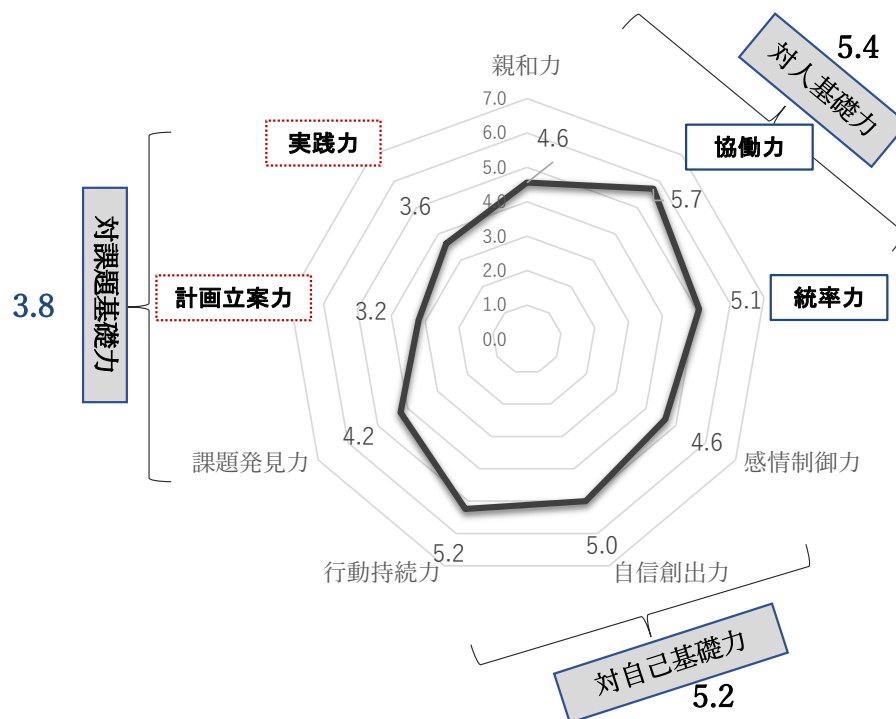 5.4
対人基礎力
親和力
7.0
6.0
5.0
4.0
3.0
2.0
1.0
0.0
4.6
協働力
5.7
統率力
5.1
感情制御力
4.6
自信創出力
5.0
行動持続力
5.2
課題発見力
4.2
計画立案力
3.2
実践力
3.6
対課題基礎力
3.8
対自己基礎力
5.2